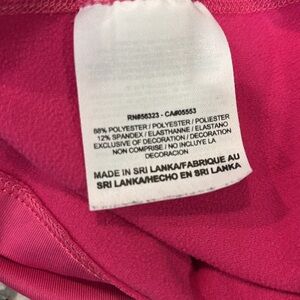 RN#56323 - CA#05553
88% POLYESTER / POLYESTER / POLIESTER
12% SPANDEX / ELASTHANNE / ELASTANO
EXCLUSIVE OF DECORATION / DECORATION
NON COMPRISE / NO INCLUYE LA
DECORACION
MADE IN SRI LANKA/FABRIQUE AU
SRI LANKA/HECHO EN SRI LANKA